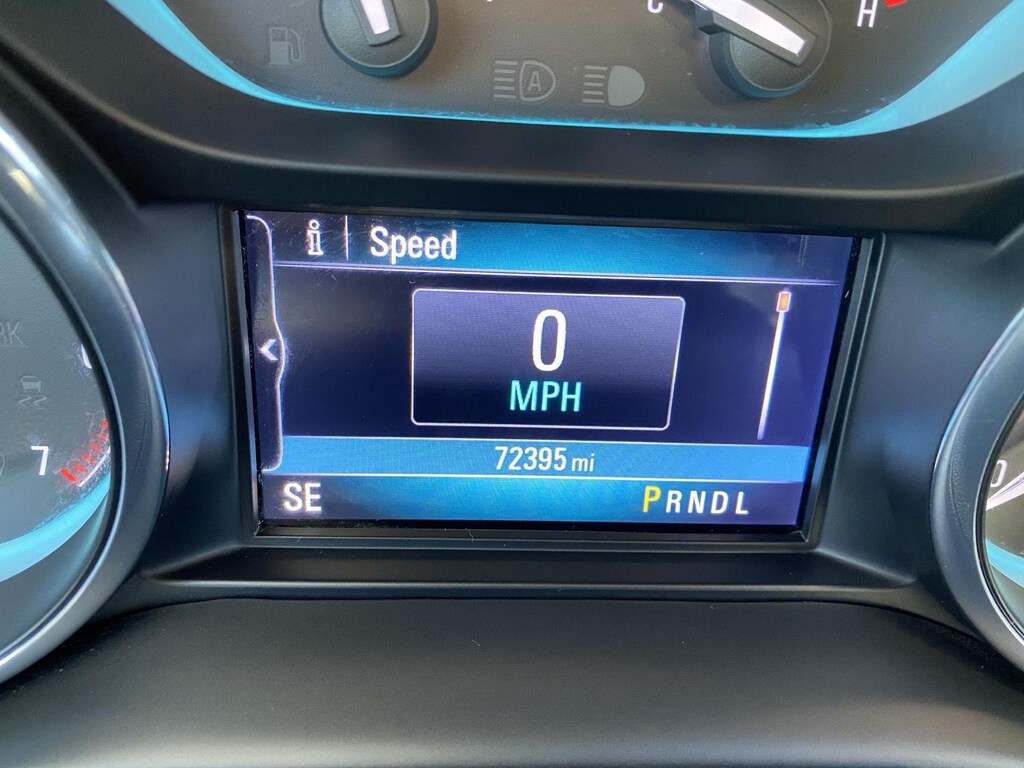 C H
A
i Speed
0
MPH
7
72395 mi
SE PRNDL